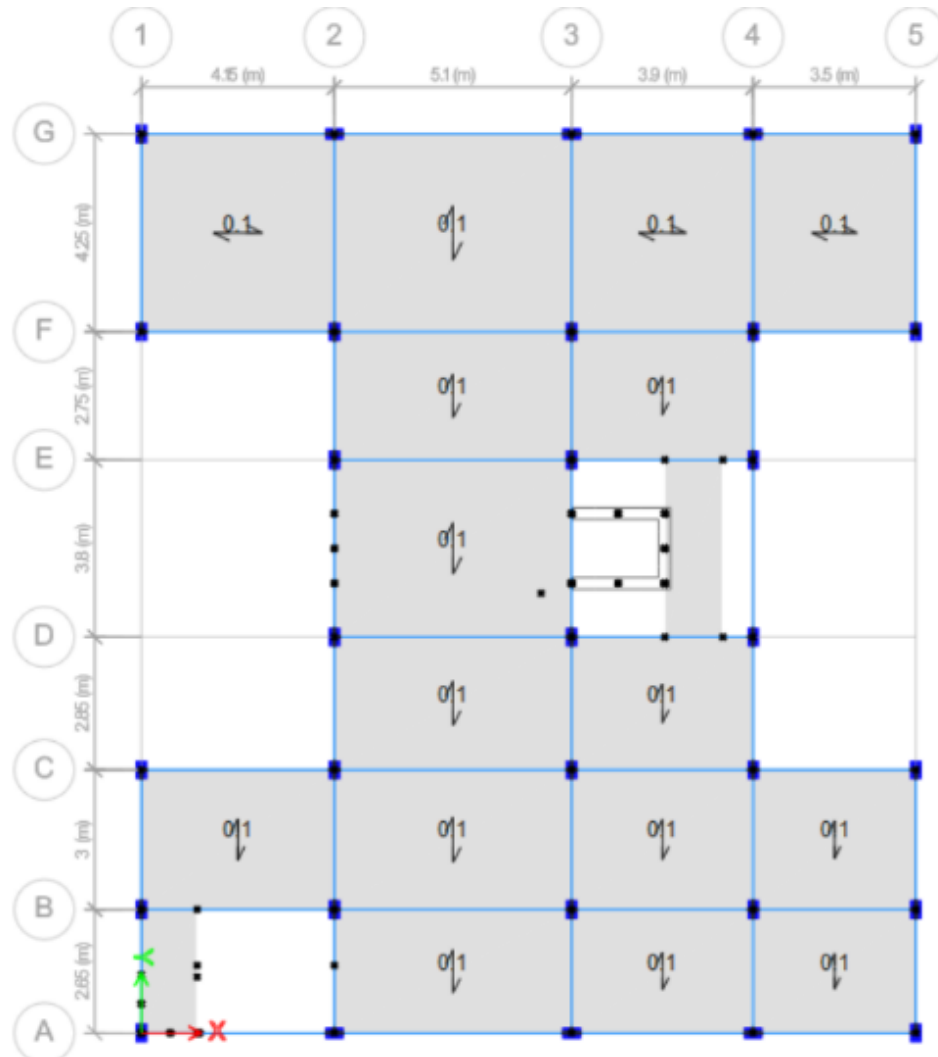 1 2 3 4 5
4.15 (m) 5.1 (m) 3.9 (m) 3.5 (m)
G
0.1 0.1 0.1 0.1
4.25 (m)
F
0.1 0.1
2.75 (m)
E
0.1
3.8 (m)
D
0.1 0.1
2.85 (m)
C
0.1 0.1 0.1 0.1
3 (m)
B
0.1 0.1 0.1
2.65 (m)
Y
A
X